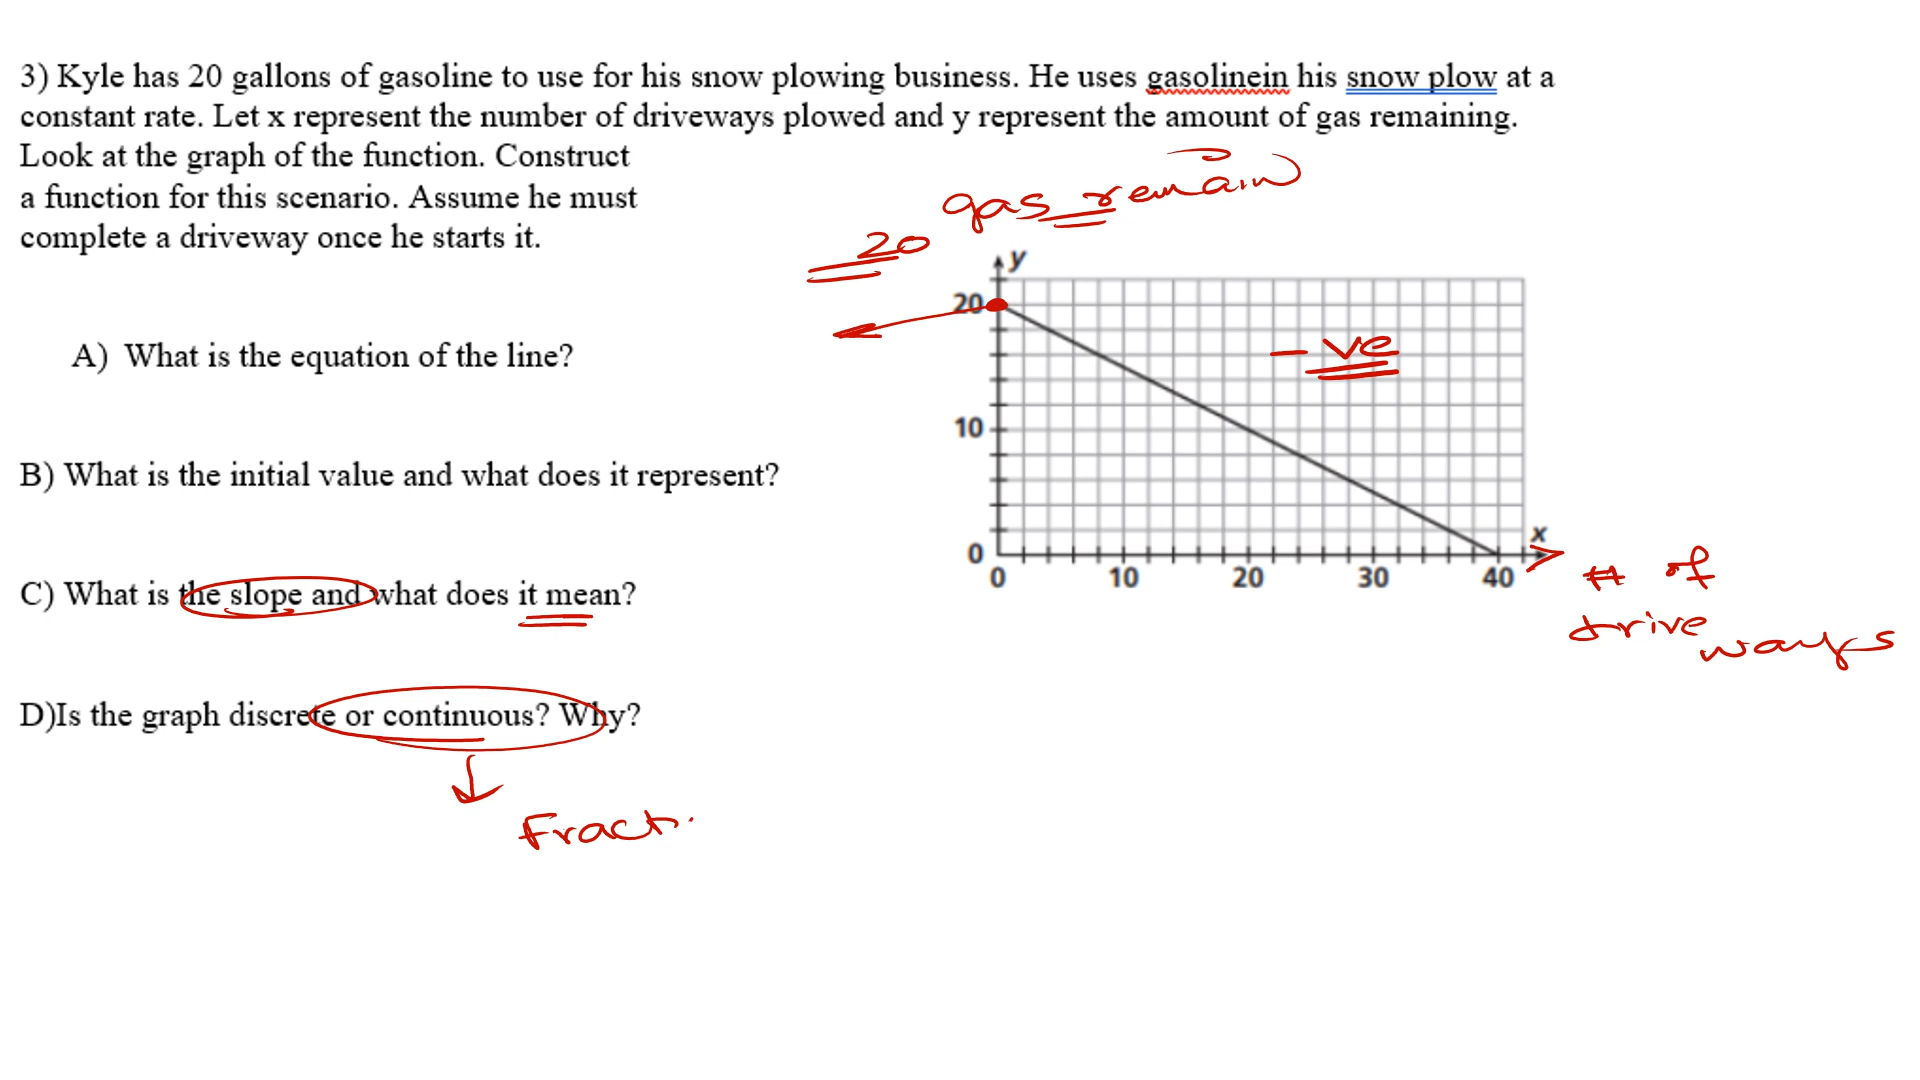 3) Kyle has 20 gallons of gasoline to use for his snow plowing business. He uses gasolinein his snow plow at a
constant rate. Let x represent the number of driveways plowed and y represent the amount of gas remaining.
Look at the graph of the function. Construct
a function for this scenario. Assume he must
complete a driveway once he starts it.
gas remain
20
y
20
- ve
A) What is the equation of the line?
10
B) What is the initial value and what does it represent?
x
0
0 10 20 30 40
# of
drive
ways
C) What is the slope and what does it mean?
D)Is the graph discrete or continuous? Why?
Fract.